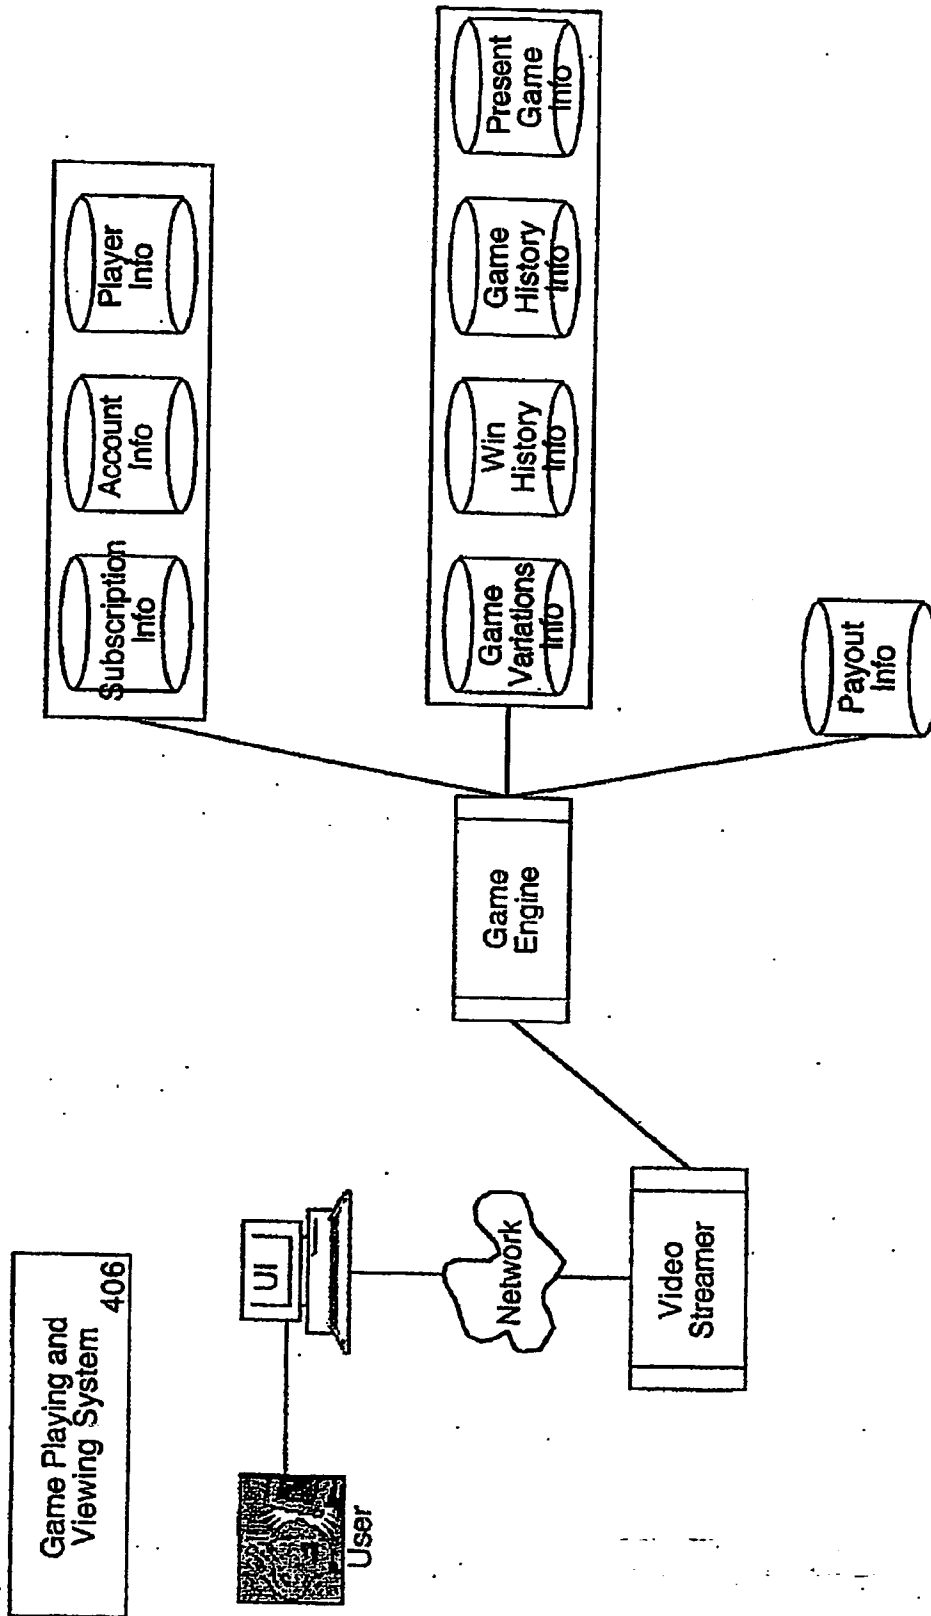 Game Playing and
Viewing System
406
User
UI
Network
Video
Streamer
Game
Engine
Subscription
Info
Account
Info
Player
Info
Game
Variations
Info
Win
History
Info
Game
History
Info
Present
Game
Info
Payout
Info